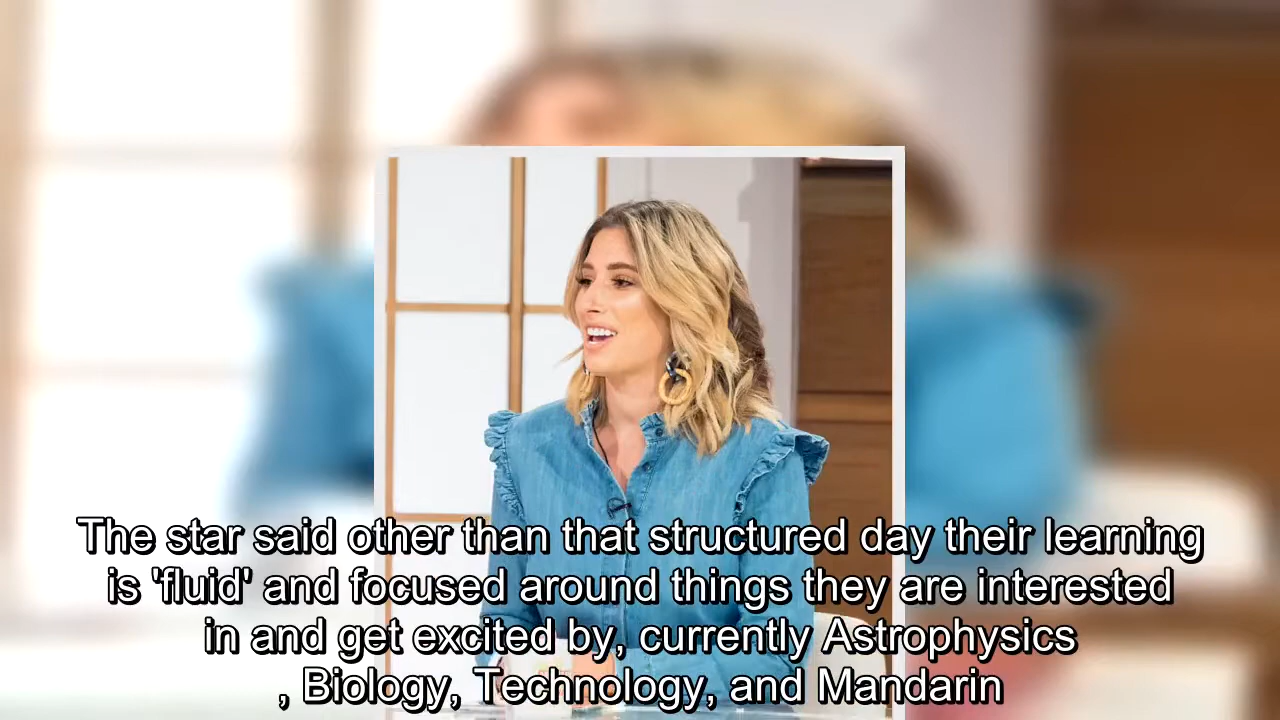 The star said other than that structured day their learning
is 'fluid' and focused around things they are interested
in and get excited by, currently Astrophysics
, Biology, Technology, and Mandarin